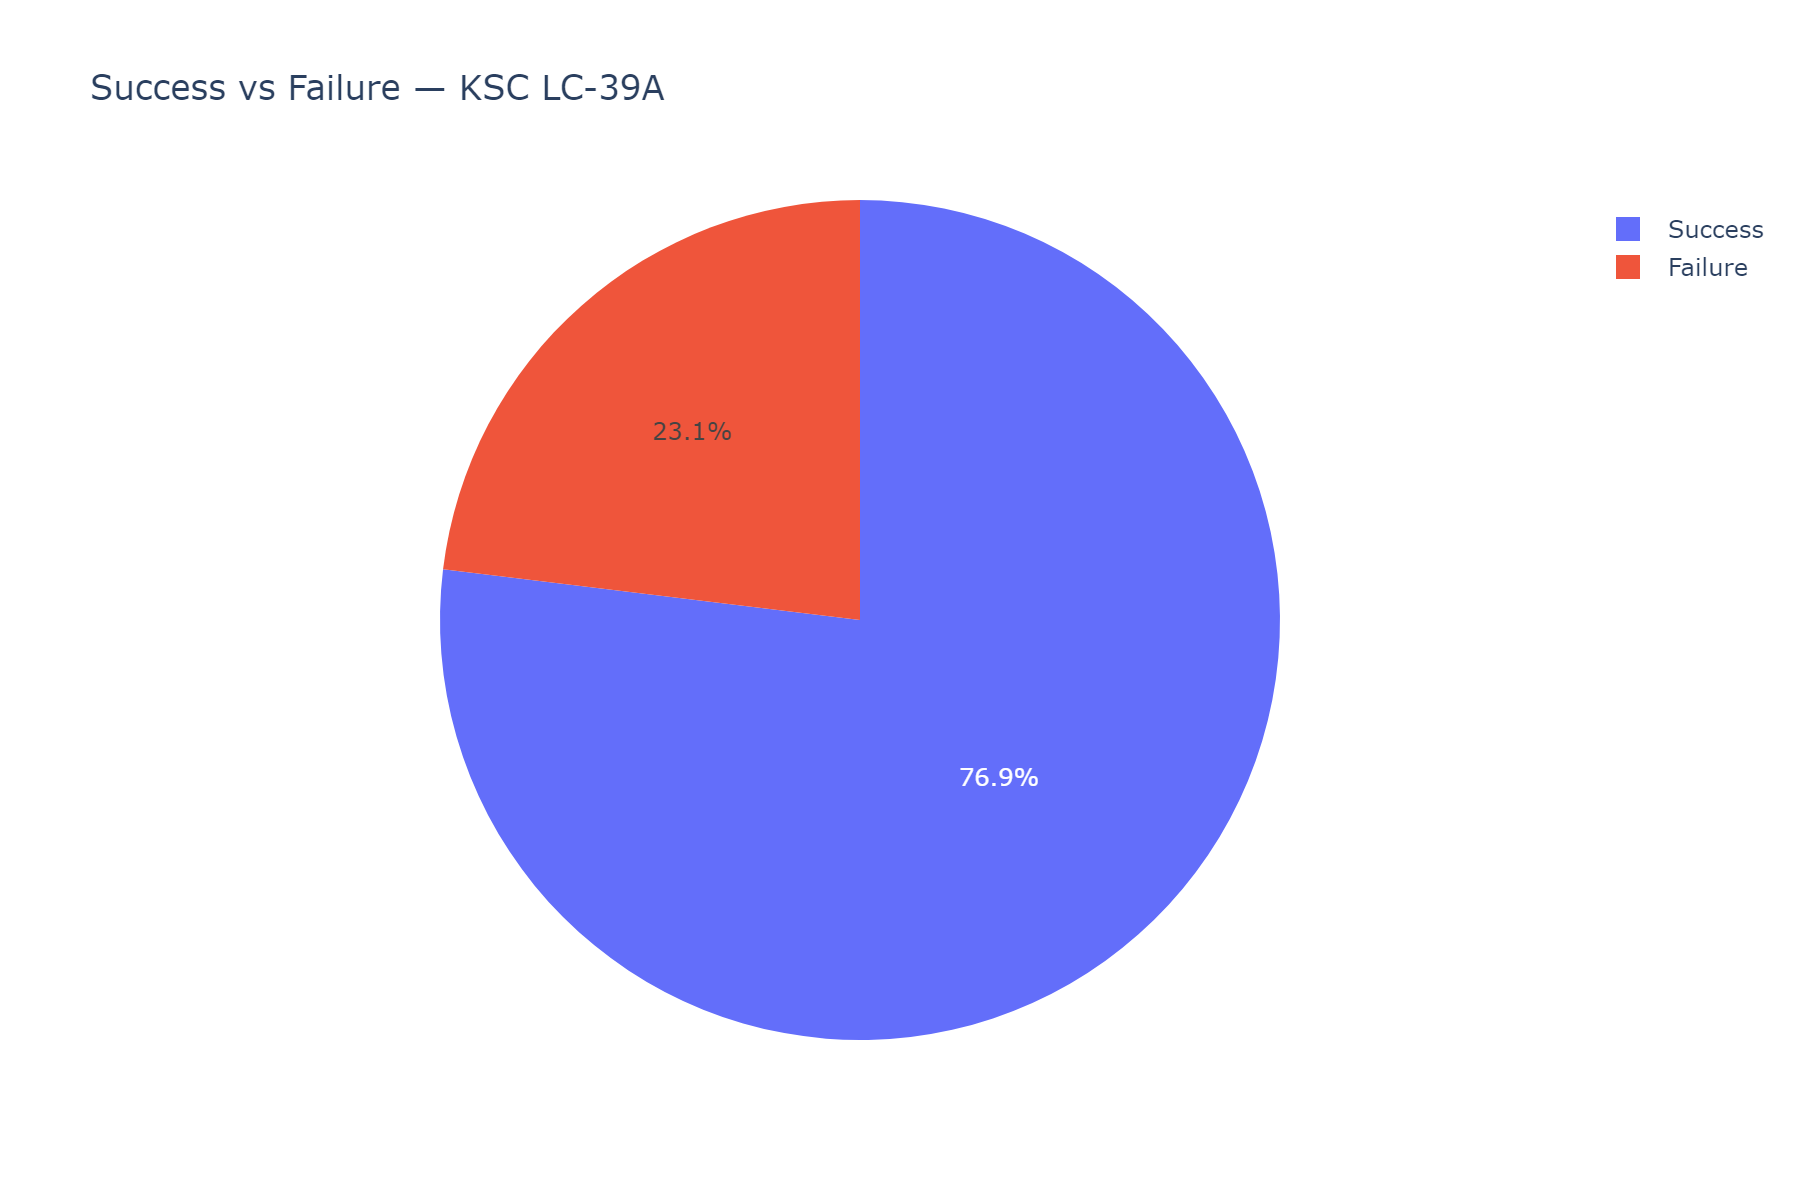 Success vs Failure — KSC LC-39A
Success
Failure
23.1%
76.9%